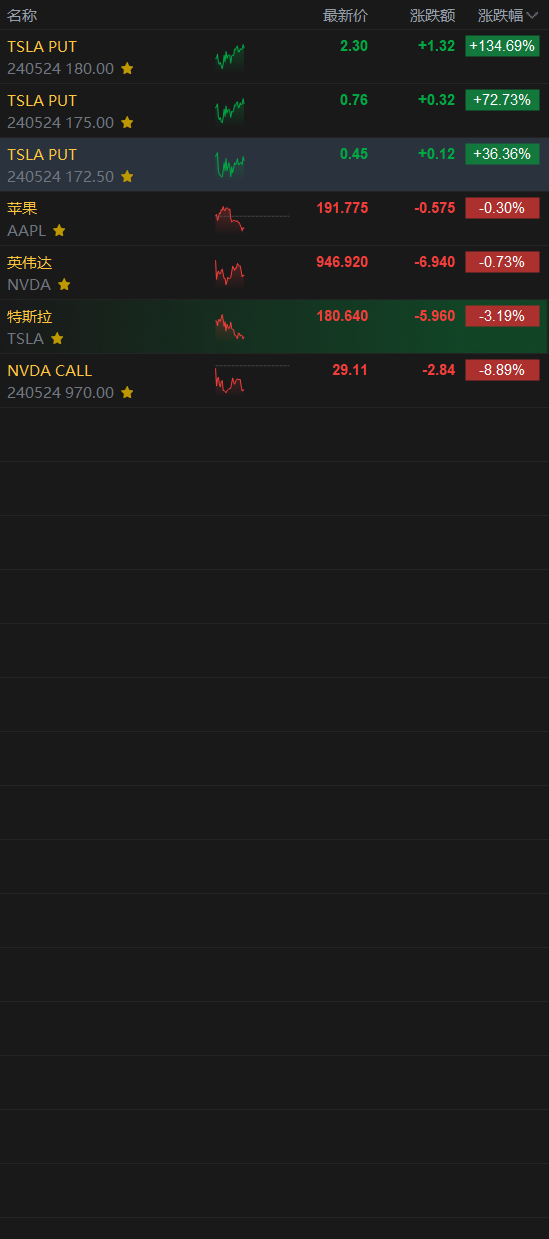 名称 最新价 涨跌额 涨跌幅
TSLA PUT 2.30 +1.32 +134.69%
240524 180.00
TSLA PUT 0.76 +0.32 +72.73%
240524 175.00
TSLA PUT 0.45 +0.12 +36.36%
240524 172.50
苹果 191.775 -0.575 -0.30%
AAPL
英伟达 946.920 -6.940 -0.73%
NVDA
特斯拉 180.640 -5.960 -3.19%
TSLA
NVDA CALL 29.11 -2.84 -8.89%
240524 970.00